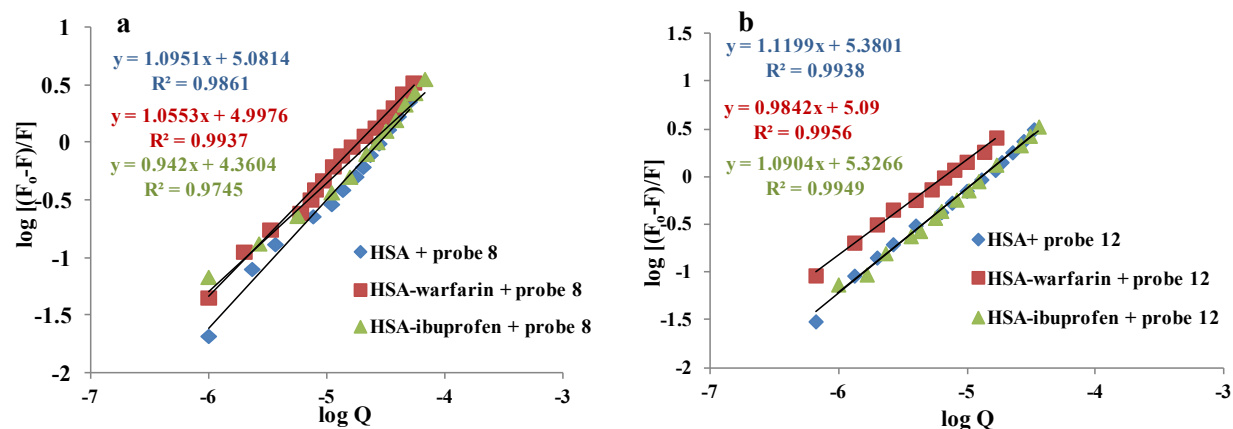 a
y = 1.0951x + 5.0814
R² = 0.9861
y = 1.0553x + 4.9976
R² = 0.9937
y = 0.942x + 4.3604
R² = 0.9745
HSA + probe 8
HSA-warfarin + probe 8
HSA-ibuprofen + probe 8
1
0.5
0
-0.5
-1
-1.5
-2
-7
-6
-5
-4
-3
log [(Fₒ-F)/F]
log Q
b
y = 1.1199x + 5.3801
R² = 0.9938
y = 0.9842x + 5.09
R² = 0.9956
y = 1.0904x + 5.3266
R² = 0.9949
HSA+ probe 12
HSA-warfarin + probe 12
HSA-ibuprofen + probe 12
1.5
1
0.5
0
-0.5
-1
-1.5
-2
-7
-6
-5
-4
-3
log [(Fₒ-F)/F]
log Q